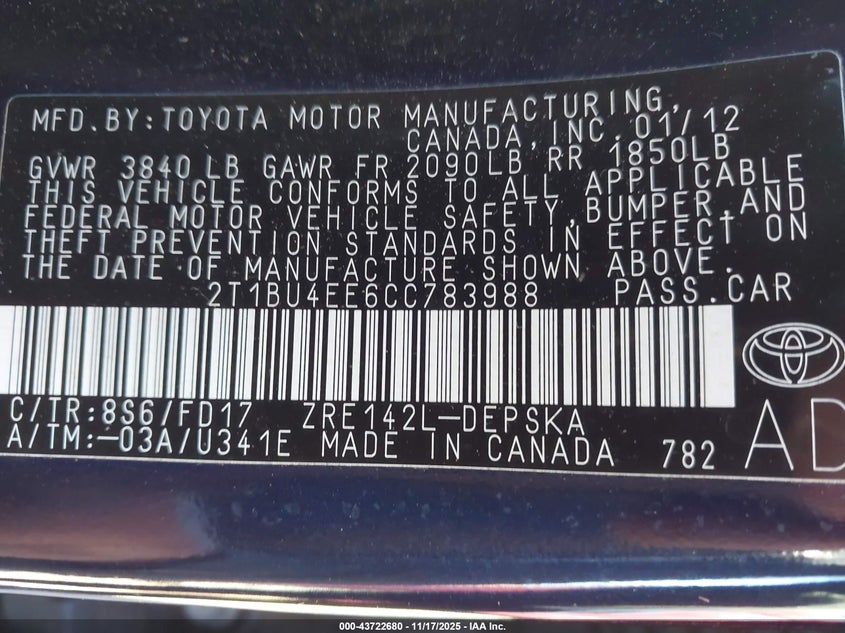 MFD.BY:TOYOTA MOTOR MANUFACTURING,
CANADA,INC.01/12
GVWR 3840LB GAWR FR 2090LB RR 1850LB
THIS VEHICLE CONFORMS TO ALL APPLICABLE
FEDERAL MOTOR VEHICLE SAFETY,BUMPER,AND
THEFT PREVENTION STANDARDS IN EFFECT ON
THE DATE OF MANUFACTURE SHOWN ABOVE.
2T1BU4EE6CC783988 PASS.CAR
C/TR:8S6/FD17 ZRE142L-DEPSKA
A/TM:-03A/U341E MADE IN CANADA 782 AD
000-43722680 - 11/17/2025 - IAA Inc.